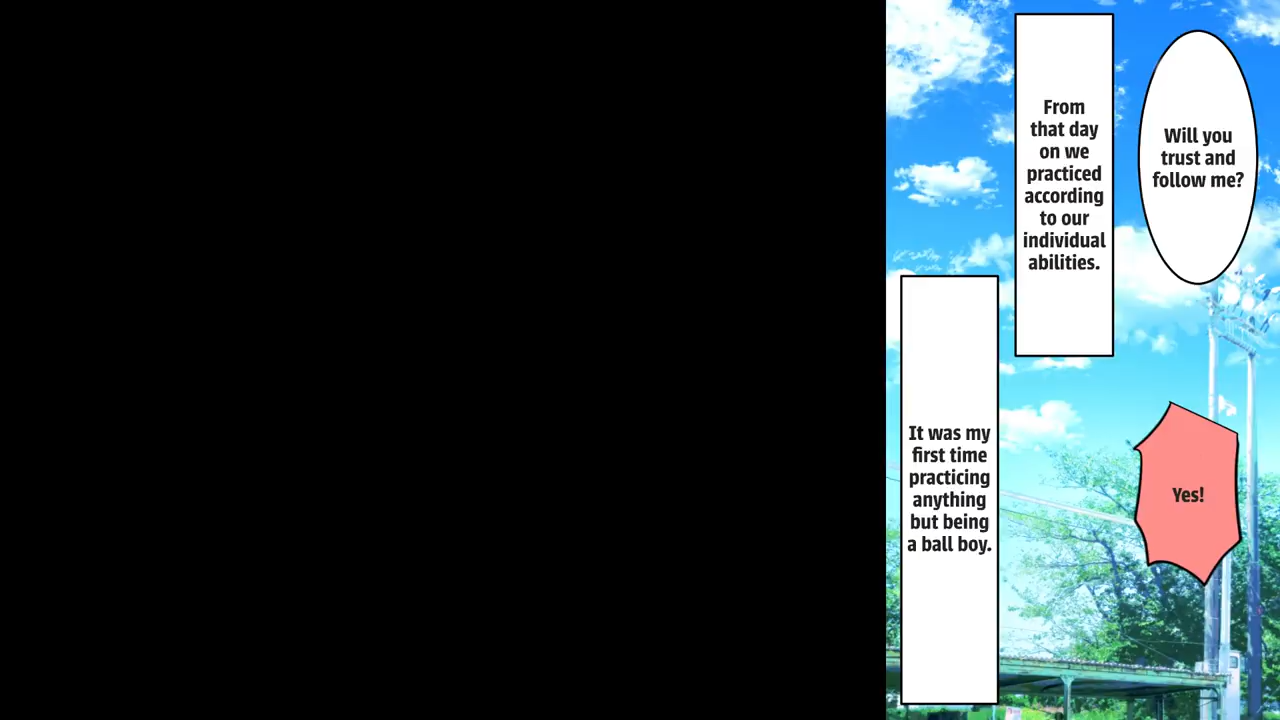 Will you
trust and
follow me?
Yes!
From
that day
on we
practiced
according
to our
individual
abilities.
It was my
first time
practicing
anything
but being
a ball boy.